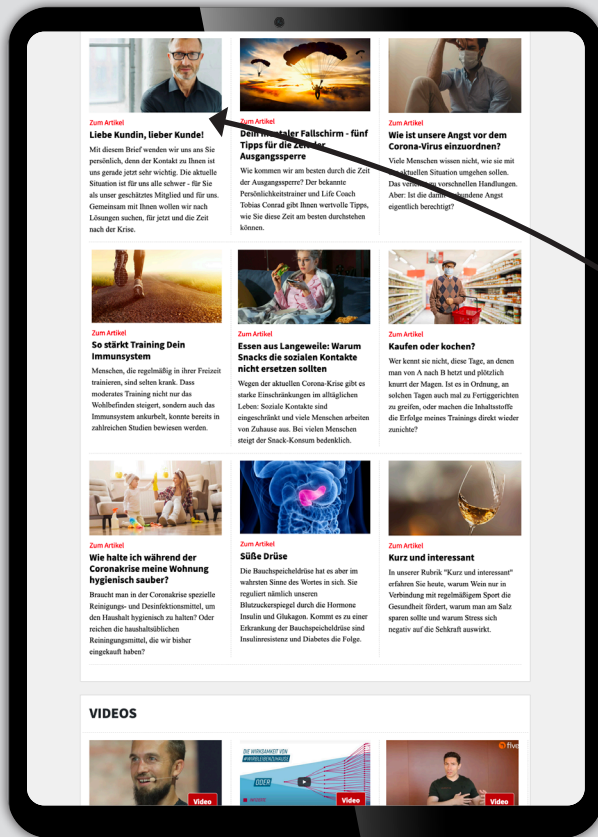 Zum Artikel
Liebe Kundin, lieber Kunde!
Mit diesem Brief wenden wir uns ans Sie
persönlich, denn der Kontakt zu Ihnen ist
uns gerade jetzt sehr wichtig. Die aktuelle
Situation ist für uns alle schwer - für Sie
als unser geschätztes Mitglied und für uns.
Gemeinsam mit Ihnen wollen wir nach
Lösungen suchen, für jetzt und die Zeit
nach der Krise.
Zum Artikel
Dein mentaler Fallschirm - fünf
Tipps für die Zeit der
Ausgangssperre
Wie kommen wir am besten durch die Zeit
der Ausgangssperre? Der bekannte
Persönlichkeitstrainer und Life Coach
Tobias Conrad gibt Ihnen wertvolle Tipps,
wie Sie diese Zeit am besten durchstehen
können.
Zum Artikel
Wie ist unsere Angst vor dem
Corona-Virus einzuordnen?
Viele Menschen wissen nicht, wie sie mit
der aktuellen Situation umgehen sollen.
Das zu vorschnellen Handlungen.
Aber: Ist die damit verbundene Angst
eigentlich berechtigt?
Zum Artikel
So stärkt Training Dein
Immunsystem
Menschen, die regelmäßig in ihrer Freizeit
trainieren, sind selten krank. Dass
moderates Training nicht nur das
Wohlbefinden steigert, sondern auch das
Immunsystem ankurbelt, konnte bereits in
zahlreichen Studien bewiesen werden.
Zum Artikel
Essen aus Langeweile: Warum
Snacks die sozialen Kontakte
nicht ersetzen sollten
Wegen der aktuellen Corona-Krise gibt es
starke Einschränkungen im alltäglichen
Leben: Soziale Kontakte sind
eingeschränkt und viele Menschen arbeiten
von Zuhause aus. Bei vielen Menschen
steigt der Snack-Konsum bedenklich.
Zum Artikel
Kaufen oder kochen?
Wer kennt sie nicht, diese Tage, an denen
man von A nach B hetzt und plötzlich
knurrt der Magen. Ist es in Ordnung, an
solchen Tagen auch mal zu Fertiggerichten
zu greifen, oder machen die Inhaltsstoffe
die Erfolge meines Trainings direkt wieder
zunichte?
Zum Artikel
Wie halte ich während der
Coronakrise meine Wohnung
hygienisch sauber?
Braucht man in der Coronakrise spezielle
Reinigungs- und Desinfektionsmittel, um
den Haushalt hygienisch zu halten? Oder
reichen die haushaltsüblichen
Reiningungsmittel, die wir bisher
eingekauft haben?
Zum Artikel
Süße Drüse
Die Bauchspeicheldrüse hat es aber im
wahrsten Sinne des Wortes in sich. Sie
reguliert nämlich unseren
Blutzuckerspiegel durch die Hormone
Insulin und Glukagon. Kommt es zu einer
Erkrankung der Bauchspeicheldrüse sind
Insulinresistenz und Diabetes die Folge.
Zum Artikel
Kurz und interessant
In unserer Rubrik "Kurz und interessant"
erfahren Sie heute, warum Wein nur in
Verbindung mit regelmäßigem Sport die
Gesundheit fördert, warum man am Salz
sparen sollte und warum Stress sich
negativ auf die Sehkraft auswirkt.
VIDEOS
Video
DIE WIRKSAMKEIT VON
#WIRBLEIBENZUHAUSE
ODER
Video
five
Video